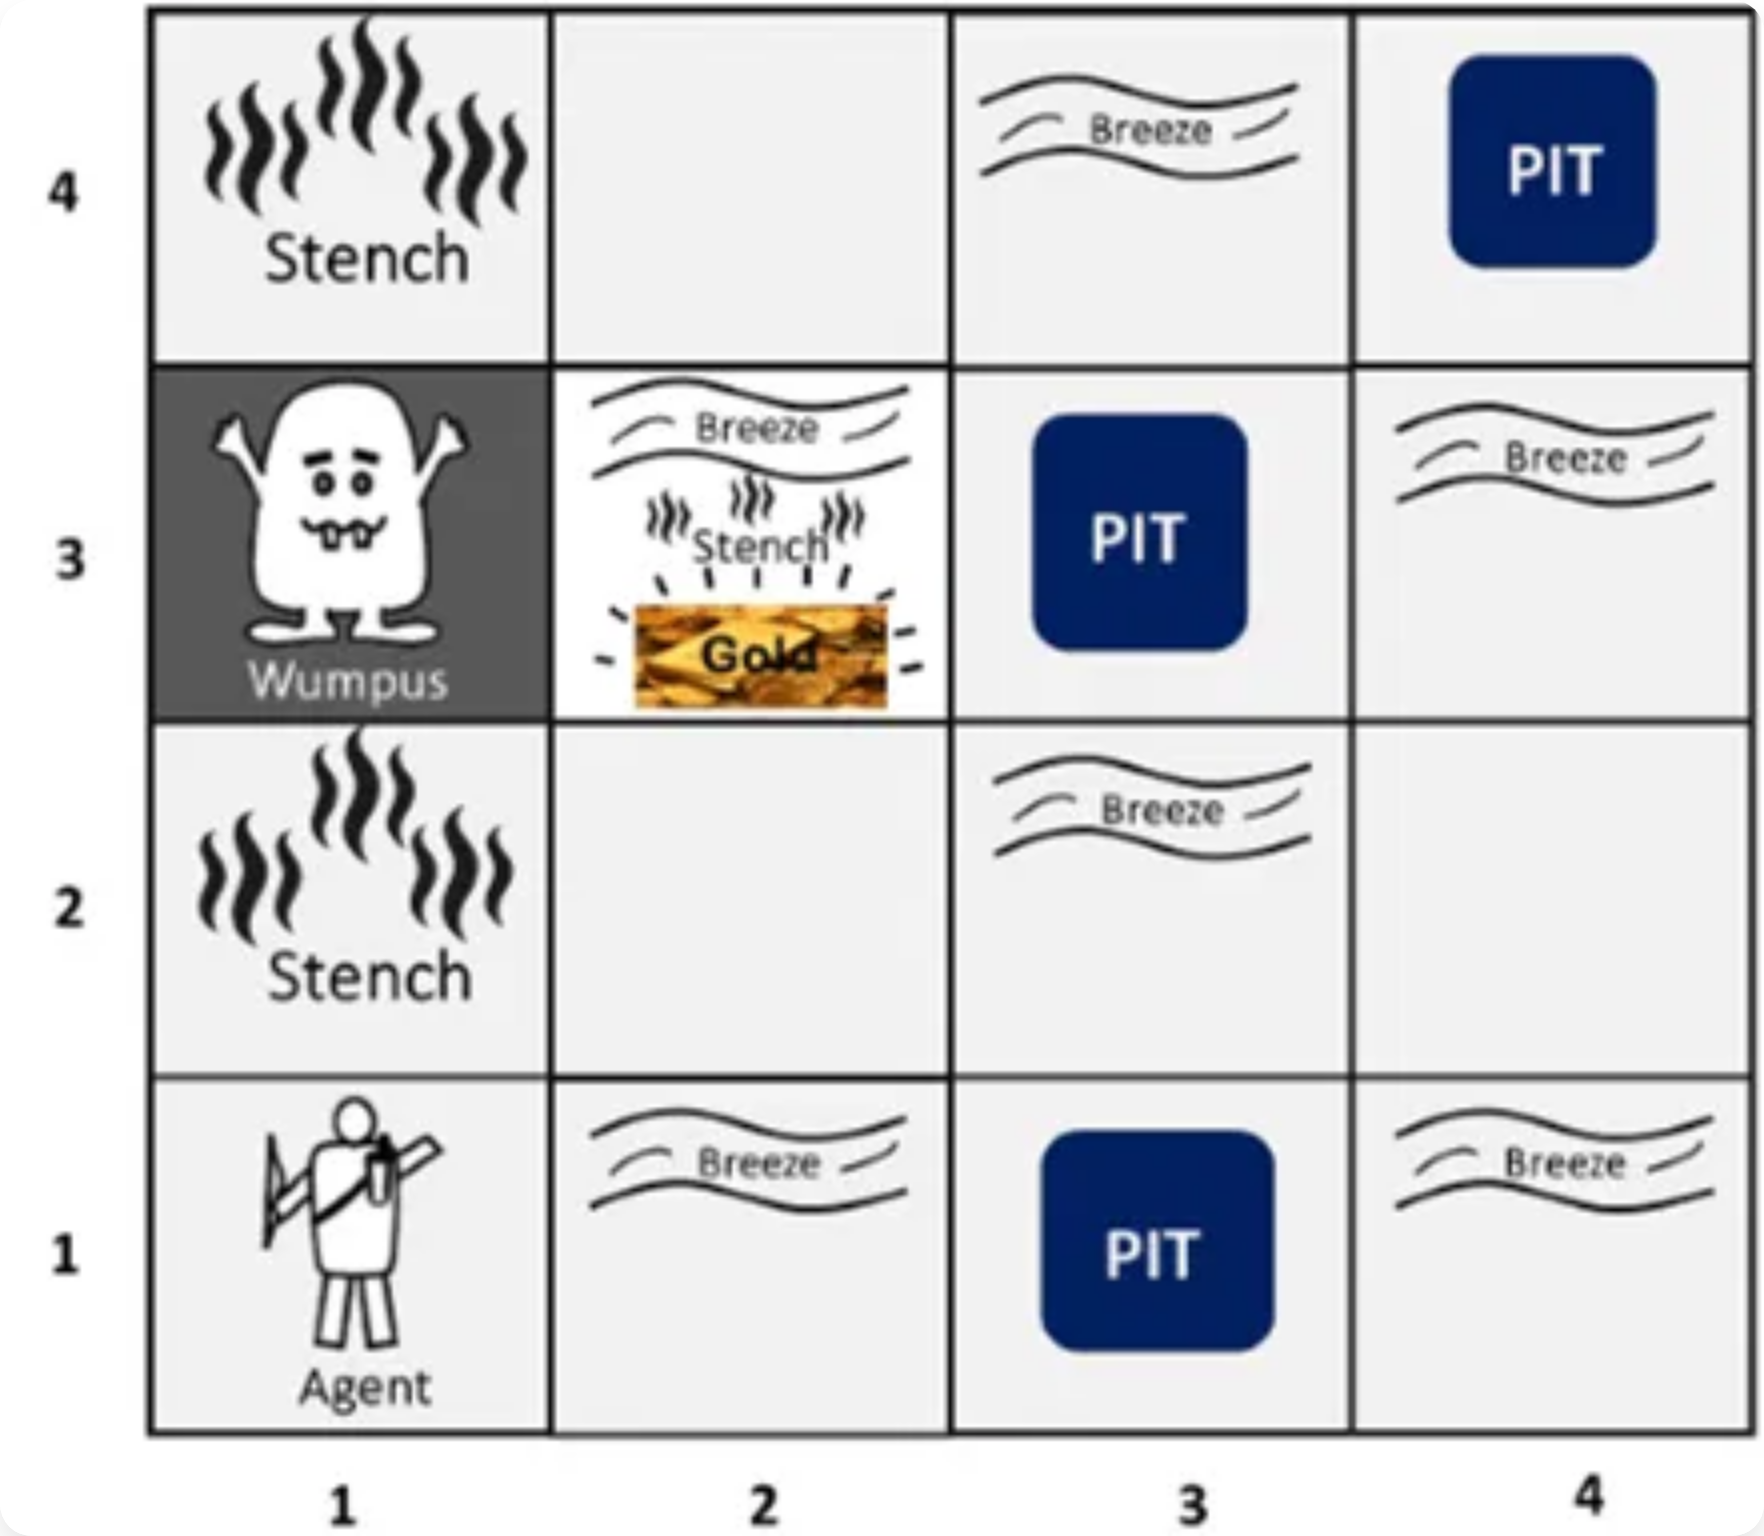 Stench
Breeze
PIT
4
Wumpus
Breeze
Stench
Gold
PIT
Breeze
3
Stench
Breeze
2
Agent
Breeze
PIT
Breeze
1
1
2
3
4